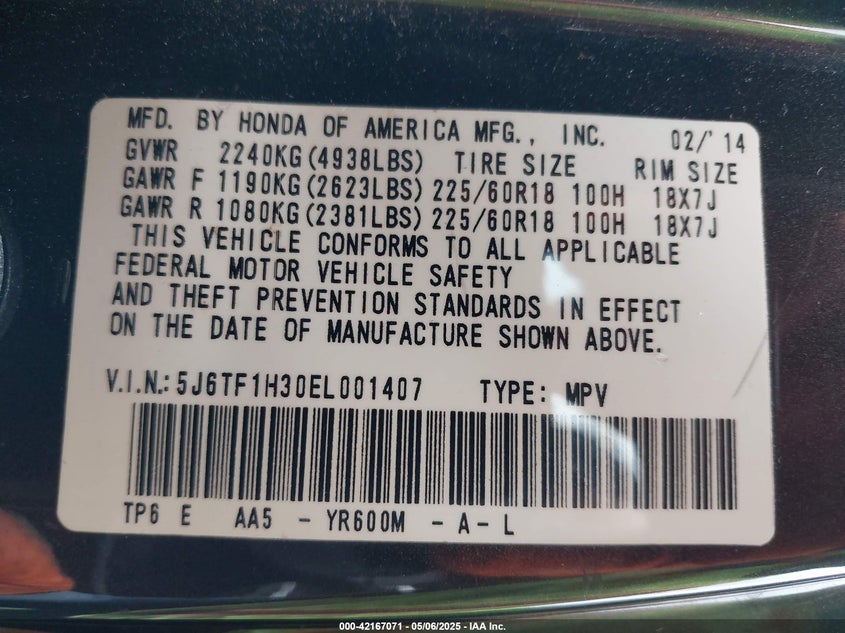 MFD. BY HONDA OF AMERICA MFG., INC. 02/'14
GVWR 2240KG(4938LBS) TIRE SIZE RIM SIZE
GAWR F 1190KG(2623LBS) 225/60R18 100H 18X7J
GAWR R 1080KG(2381LBS) 225/60R18 100H 18X7J
THIS VEHICLE CONFORMS TO ALL APPLICABLE
FEDERAL MOTOR VEHICLE SAFETY
AND THEFT PREVENTION STANDARDS IN EFFECT
ON THE DATE OF MANUFACTURE SHOWN ABOVE.
V.I.N.: 5J6TF1H30EL001407 TYPE: MPV
TP6 E AA5 - YR600M - A - L
000-42167071 - 05/06/2025 - IAA Inc.